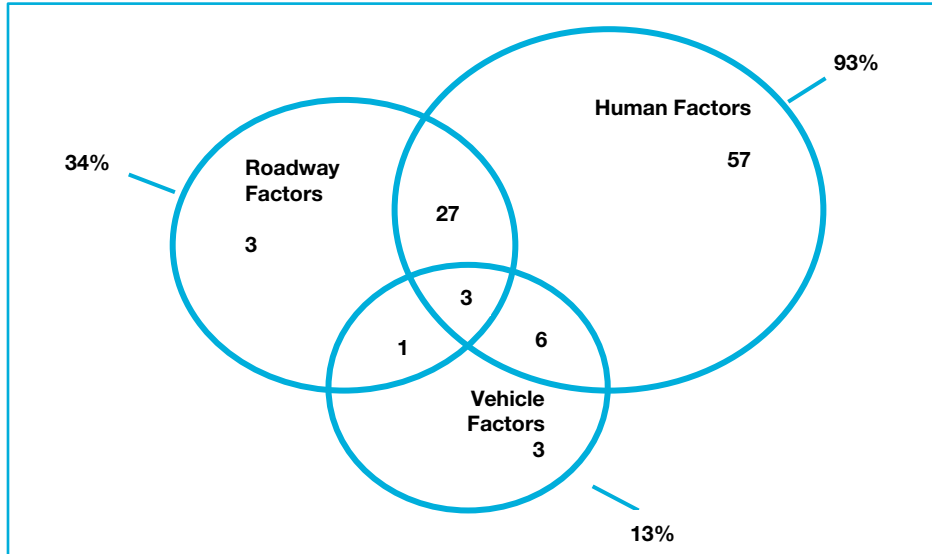 93%
Human Factors
57
34%
Roadway
Factors
3
27
3
1
6
Vehicle
Factors
3
13%